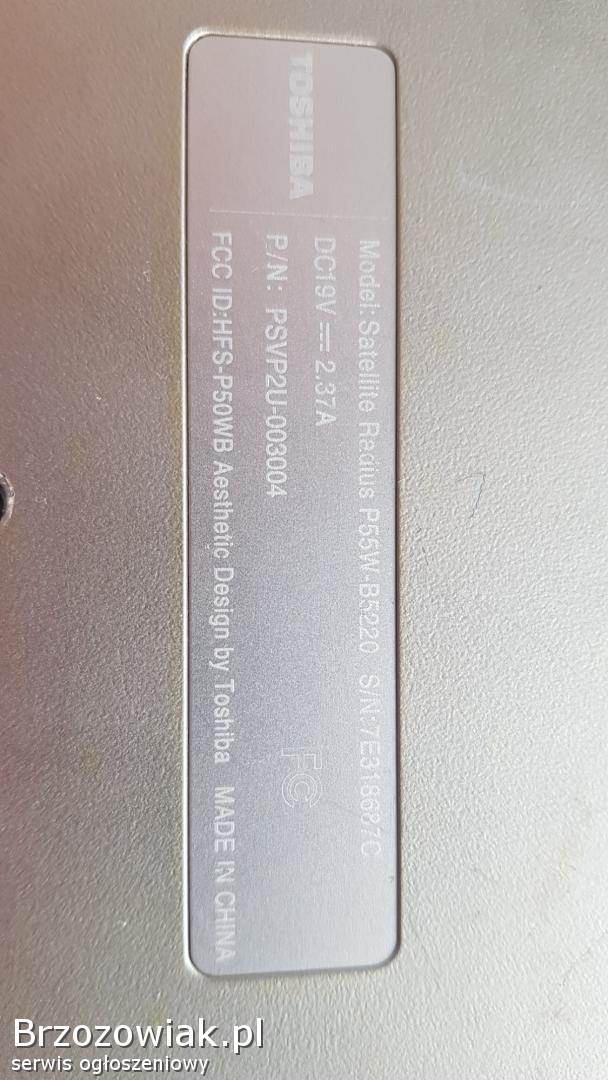 TOSHIBA
Model:Satellite Radius P55W-B5220 S/N:7E318687C
DC19V ⎓ 2.37A
P/N: PSVP2U-003004
FC
FCC ID:HFS-P50WB Aesthetic Design by Toshiba MADE IN CHINA
Brzozowiak.pl
serwis ogłoszeniowy